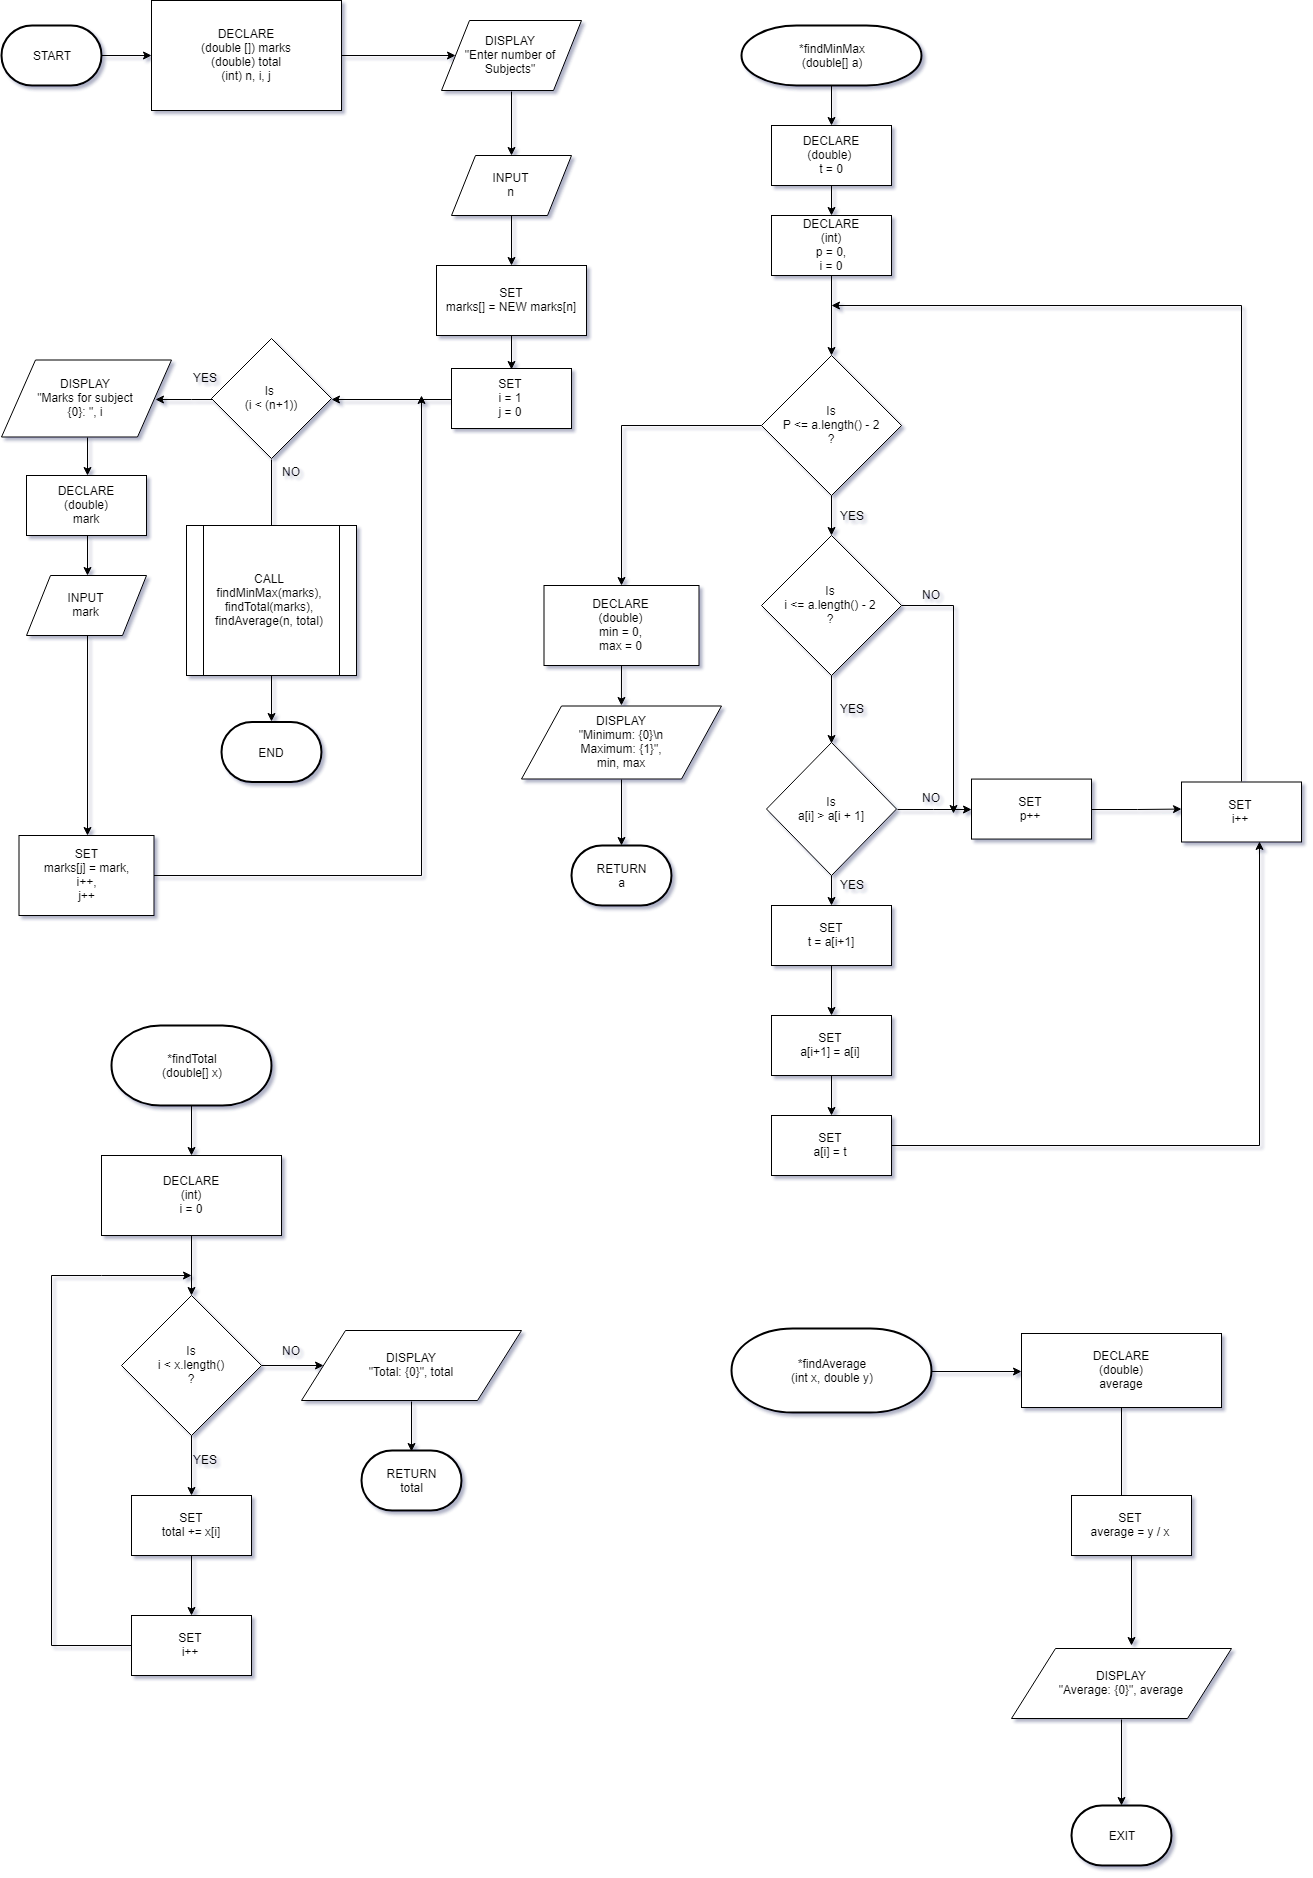 START
DECLARE
(double []) marks
(double) total
(int) n, i, j
DISPLAY
"Enter number of
Subjects"
INPUT
n
SET
marks[] = NEW marks[n]
SET
i = 1
j = 0
Is
(i < (n+1))
YES
DISPLAY
"Marks for subject
{0}: ", i
DECLARE
(double)
mark
INPUT
mark
SET
marks[j] = mark,
i++,
j++
NO
CALL
findMinMax(marks),
findTotal(marks),
findAverage(n, total)
END
*findMinMax
(double[] a)
DECLARE
(double)
t = 0
DECLARE
(int)
p = 0,
i = 0
Is
P <= a.length() - 2
?
YES
Is
i <= a.length() - 2
?
NO
YES
Is
a[i] > a[i + 1]
NO
SET
p++
SET
i++
YES
SET
t = a[i+1]
SET
a[i+1] = a[i]
SET
a[i] = t
DECLARE
(double)
min = 0,
max = 0
DISPLAY
"Minimum: {0}\n
Maximum: {1}",
min, max
RETURN
a
*findTotal
(double[] x)
DECLARE
(int)
i = 0
Is
i < x.length()
?
NO
DISPLAY
"Total: {0}", total
RETURN
total
YES
SET
total += x[i]
SET
i++
*findAverage
(int x, double y)
DECLARE
(double)
average
SET
average = y / x
DISPLAY
"Average: {0}", average
EXIT